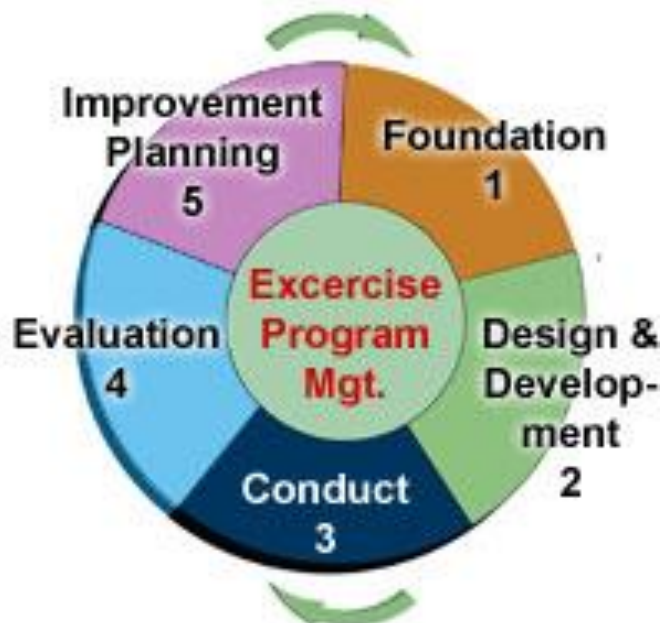 Improvement
Planning
5
Foundation
1
Excercise
Program
Mgt.
Evaluation
4
Design &
Develop-
ment
2
Conduct
3